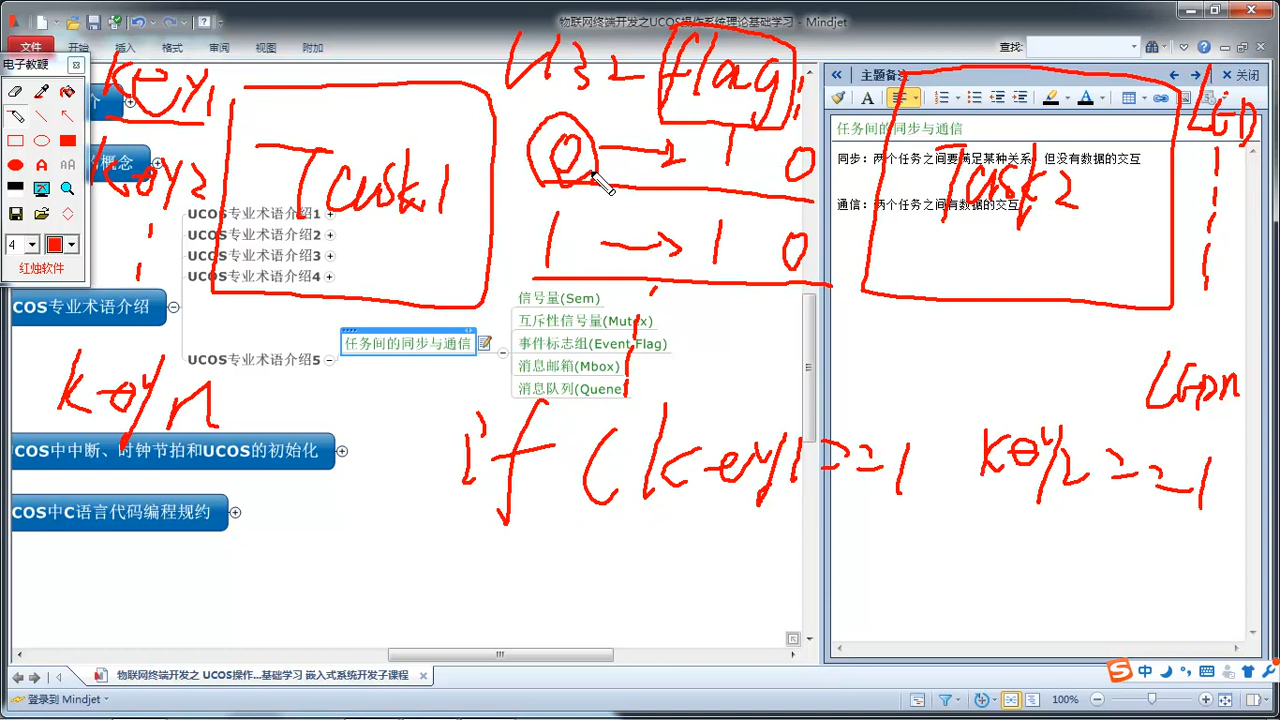 物联网终端开发之UCOS操作系统理论基础学习 - Mindjet
文件 开始 插入 格式 审阅 视图 附加 查找:
电子教鞭
key1
U32 flag
LED
主题备注 关闭
A
任务间的同步与通信
同步：两个任务之间要满足某种关系，但没有数据的交互
通信：两个任务之间有数据的交互
Task1
Task2
0 → 1 0
key2
概念
1 → 1 0
A AA
4
红烛软件
UCOS专业术语介绍1
UCOS专业术语介绍2
UCOS专业术语介绍3
UCOS专业术语介绍4
COS专业术语介绍
UCOS专业术语介绍5
任务间的同步与通信
信号量(Sem)
互斥性信号量(Mutex)
事件标志组(Event Flag)
消息邮箱(Mbox)
消息队列(Quene)
keyn
LEDn
if (key1==1 key2==1
COS中中断、时钟节拍和UCOS的初始化
COS中C语言代码编程规约
物联网终端开发之 UCOS操作...基础学习 嵌入式系统开发子课程
中
登录到 Mindjet
100%